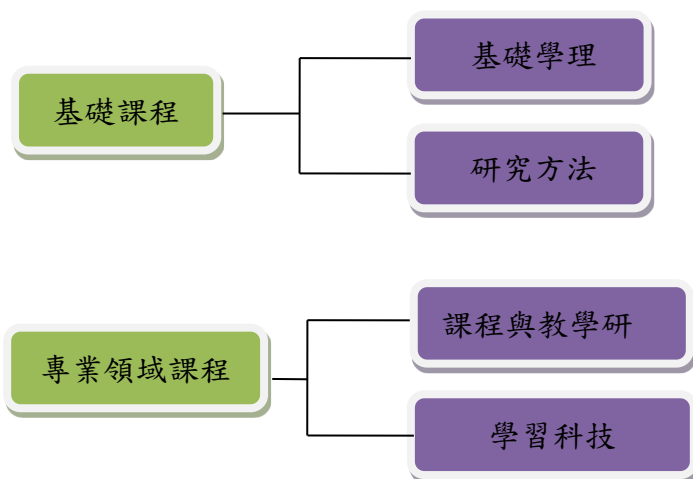 基礎課程
基礎學理
研究方法
專業領域課程
課程與教學研
學習科技